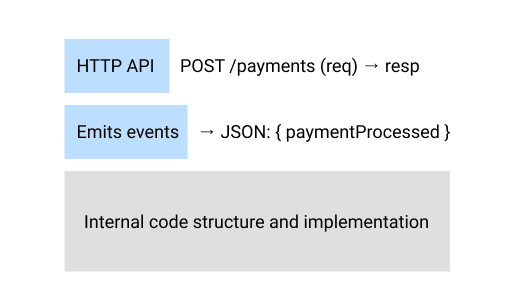 HTTP API POST /payments (req) → resp
Emits events → JSON: { paymentProcessed }
Internal code structure and implementation